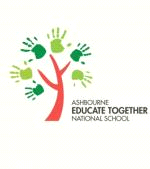 ASHBOURNE
EDUCATE TOGETHER
NATIONAL SCHOOL